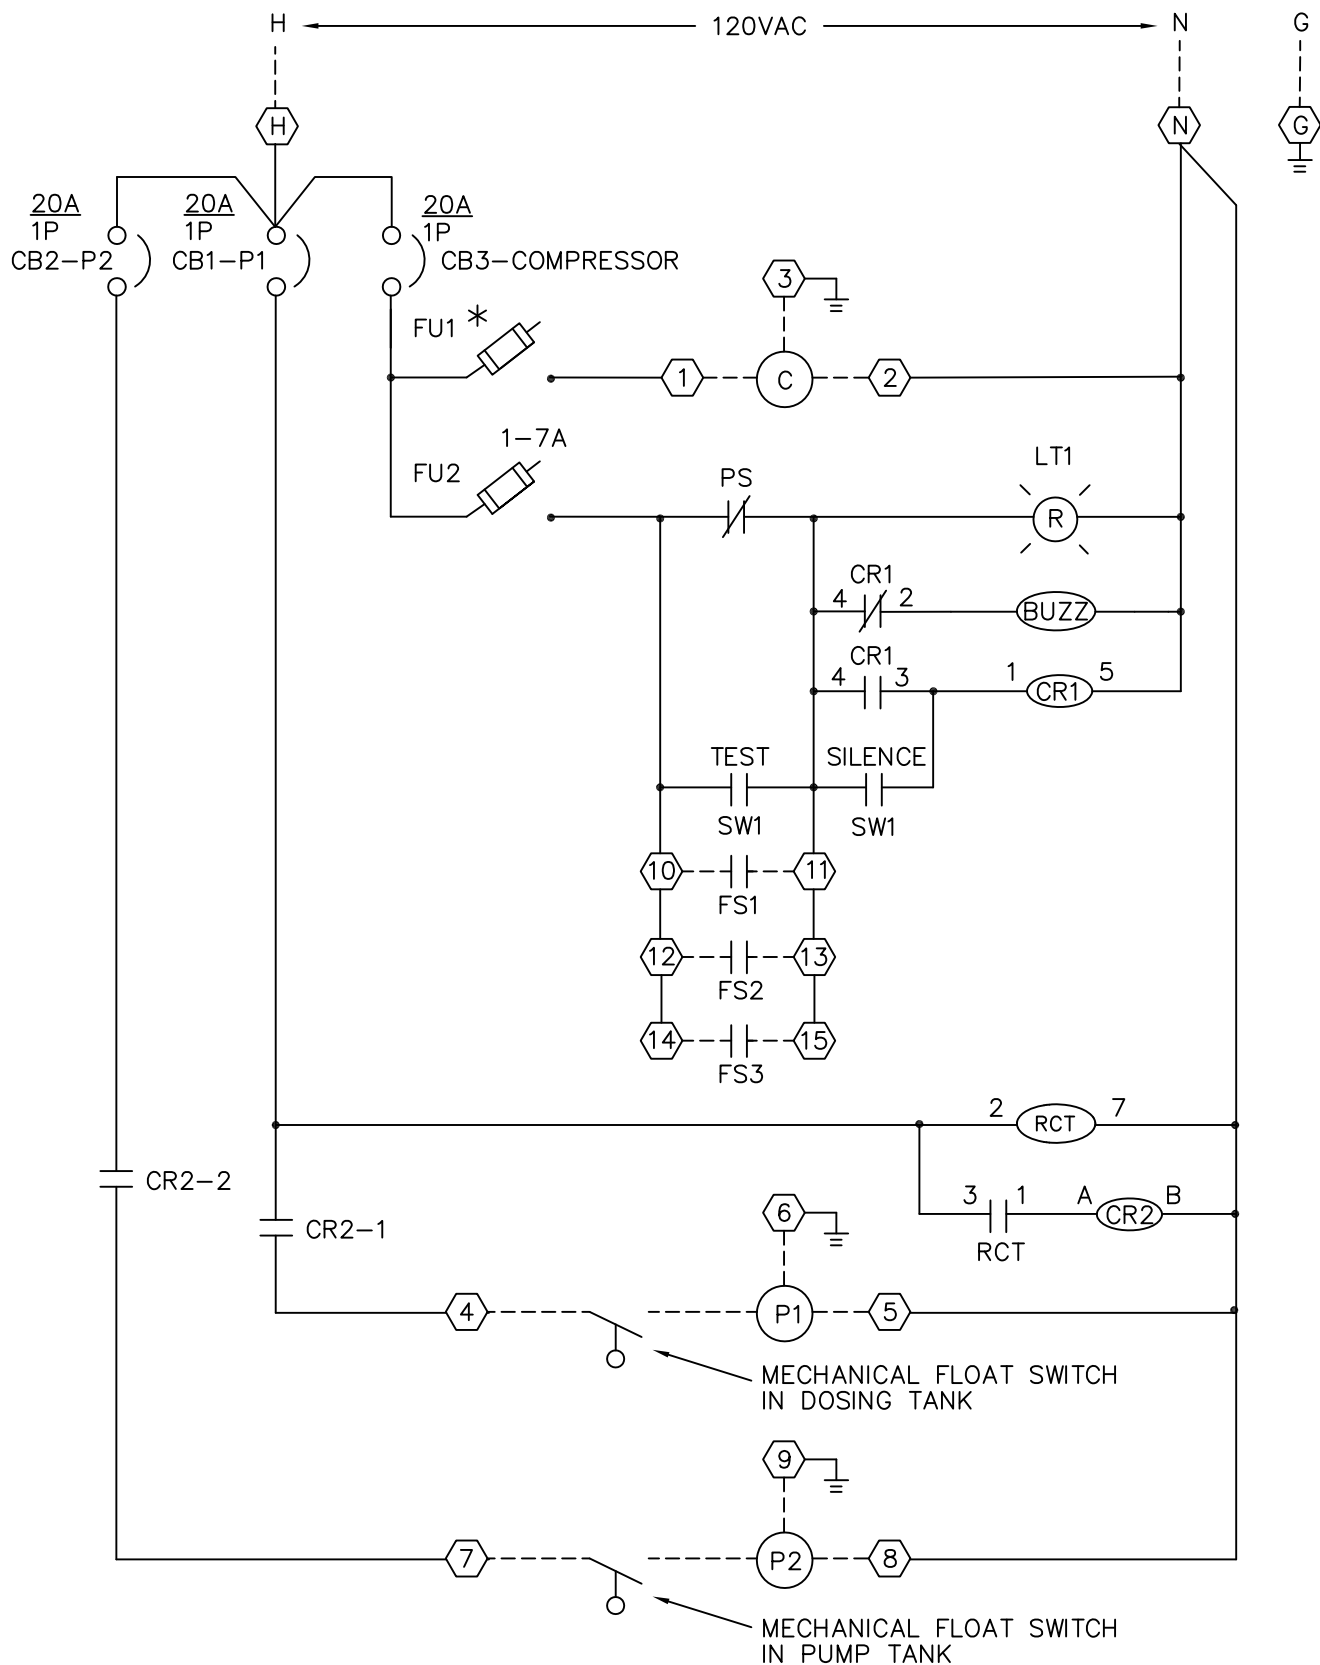 H 120VAC N G
H N G
20A 20A 20A
1P 1P 1P
CB2-P2 CB1-P1 CB3-COMPRESSOR
3
FU1 *
1 C 2
1-7A
FU2 PS LT1
R
CR1
4 2 BUZZ
CR1
4 3 1 CR1 5
TEST SILENCE
SW1 SW1
10 11
FS1
12 13
FS2
14 15
FS3
2 RCT 7
CR2-2
3 1 A CR2 B
6
CR2-1 RCT
4 P1 5
MECHANICAL FLOAT SWITCH
IN DOSING TANK
9
7 P2 8
MECHANICAL FLOAT SWITCH
IN PUMP TANK